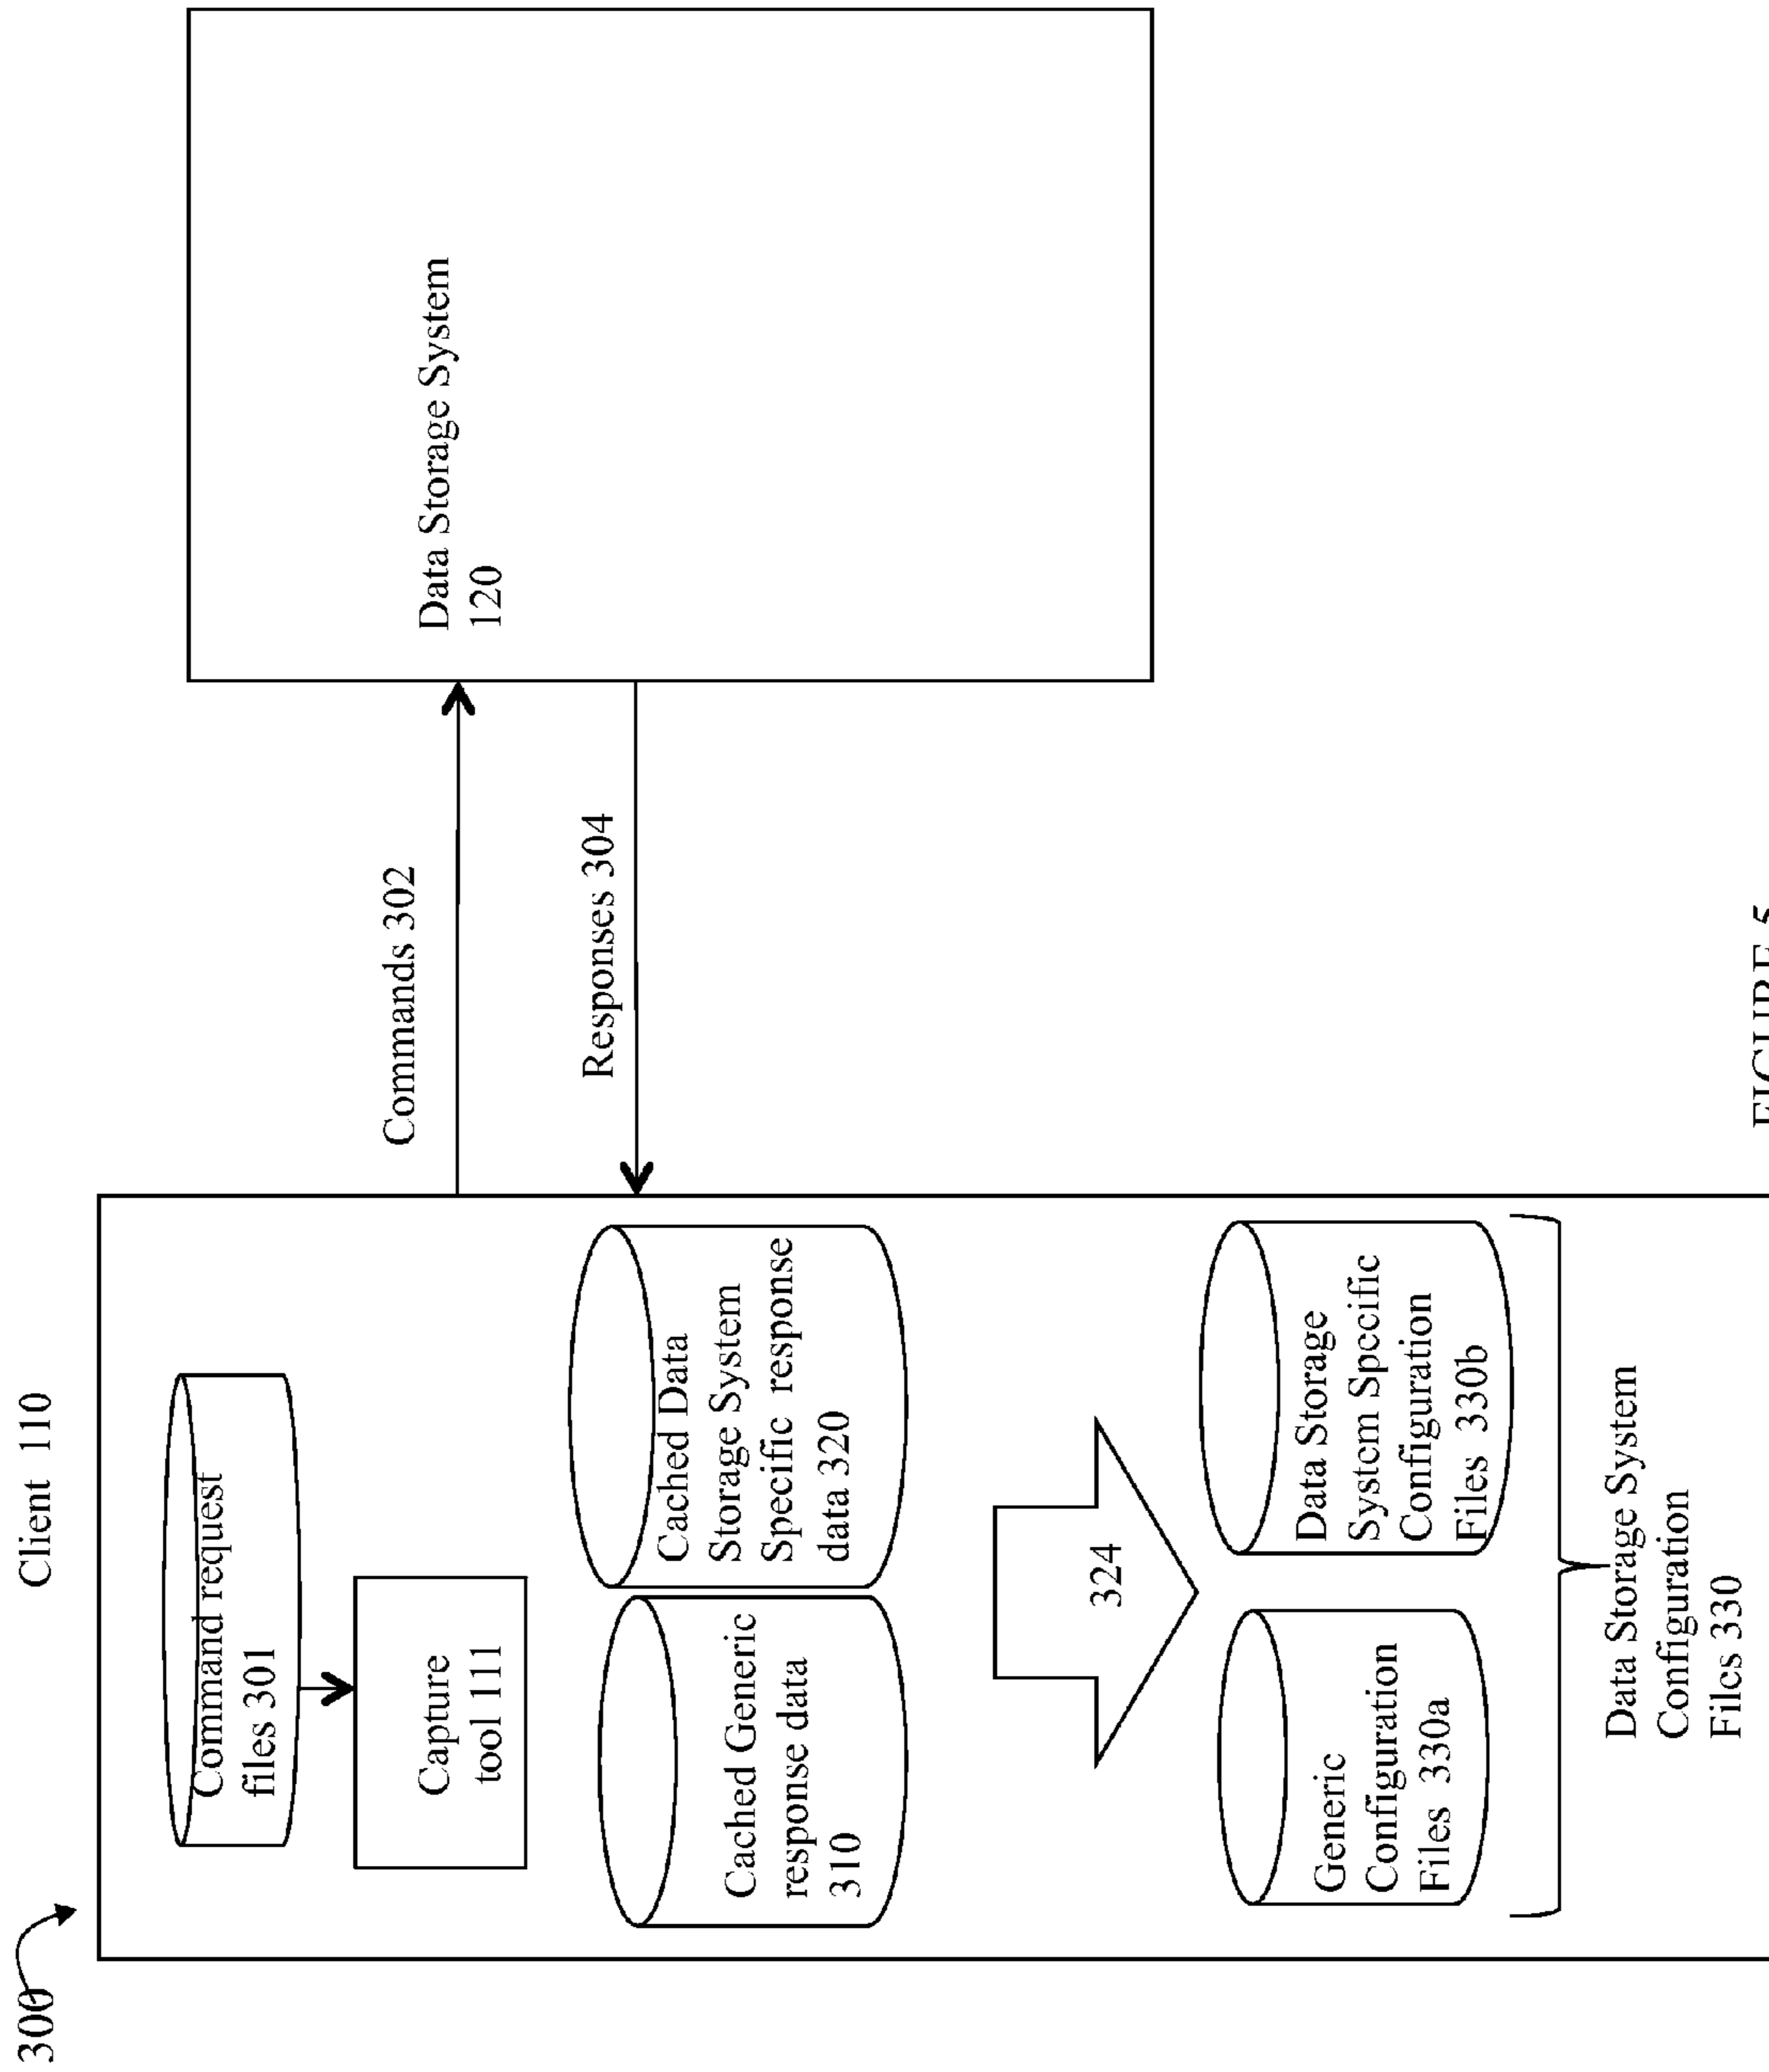 300
Client 110
Command request
files 301
Capture
tool 111
Cached Generic
response data
310
Cached Data
Storage System
Specific response
data 320
324
Generic
Configuration
Files 330a
Data Storage
System Specific
Configuration
Files 330b
Data Storage System
Configuration
Files 330
Commands 302
Responses 304
Data Storage System
120
FIGURE 5